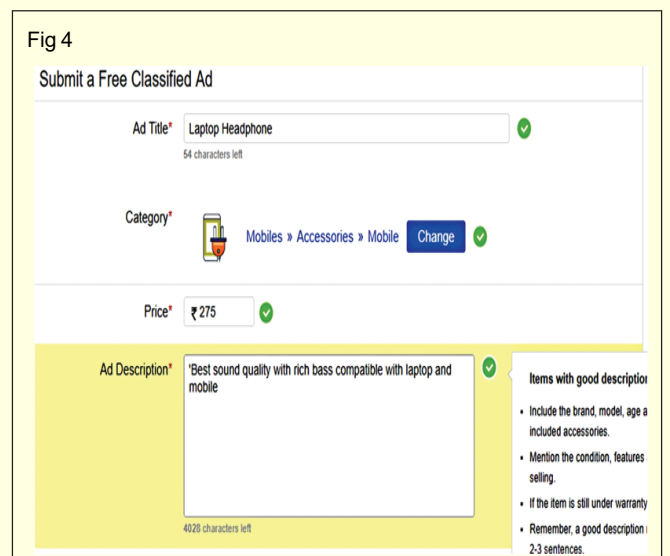 Fig 4
Submit a Free Classified Ad
Ad Title*
Laptop Headphone
54 characters left
Category*
Mobiles » Accessories » Mobile
Change
Price*
₹ 275
Ad Description*
'Best sound quality with rich bass compatible with laptop and
mobile
4028 characters left
Items with good description
• Include the brand, model, age a
included accessories.
• Mention the condition, features
selling.
• If the item is still under warranty
• Remember, a good description
2-3 sentences.